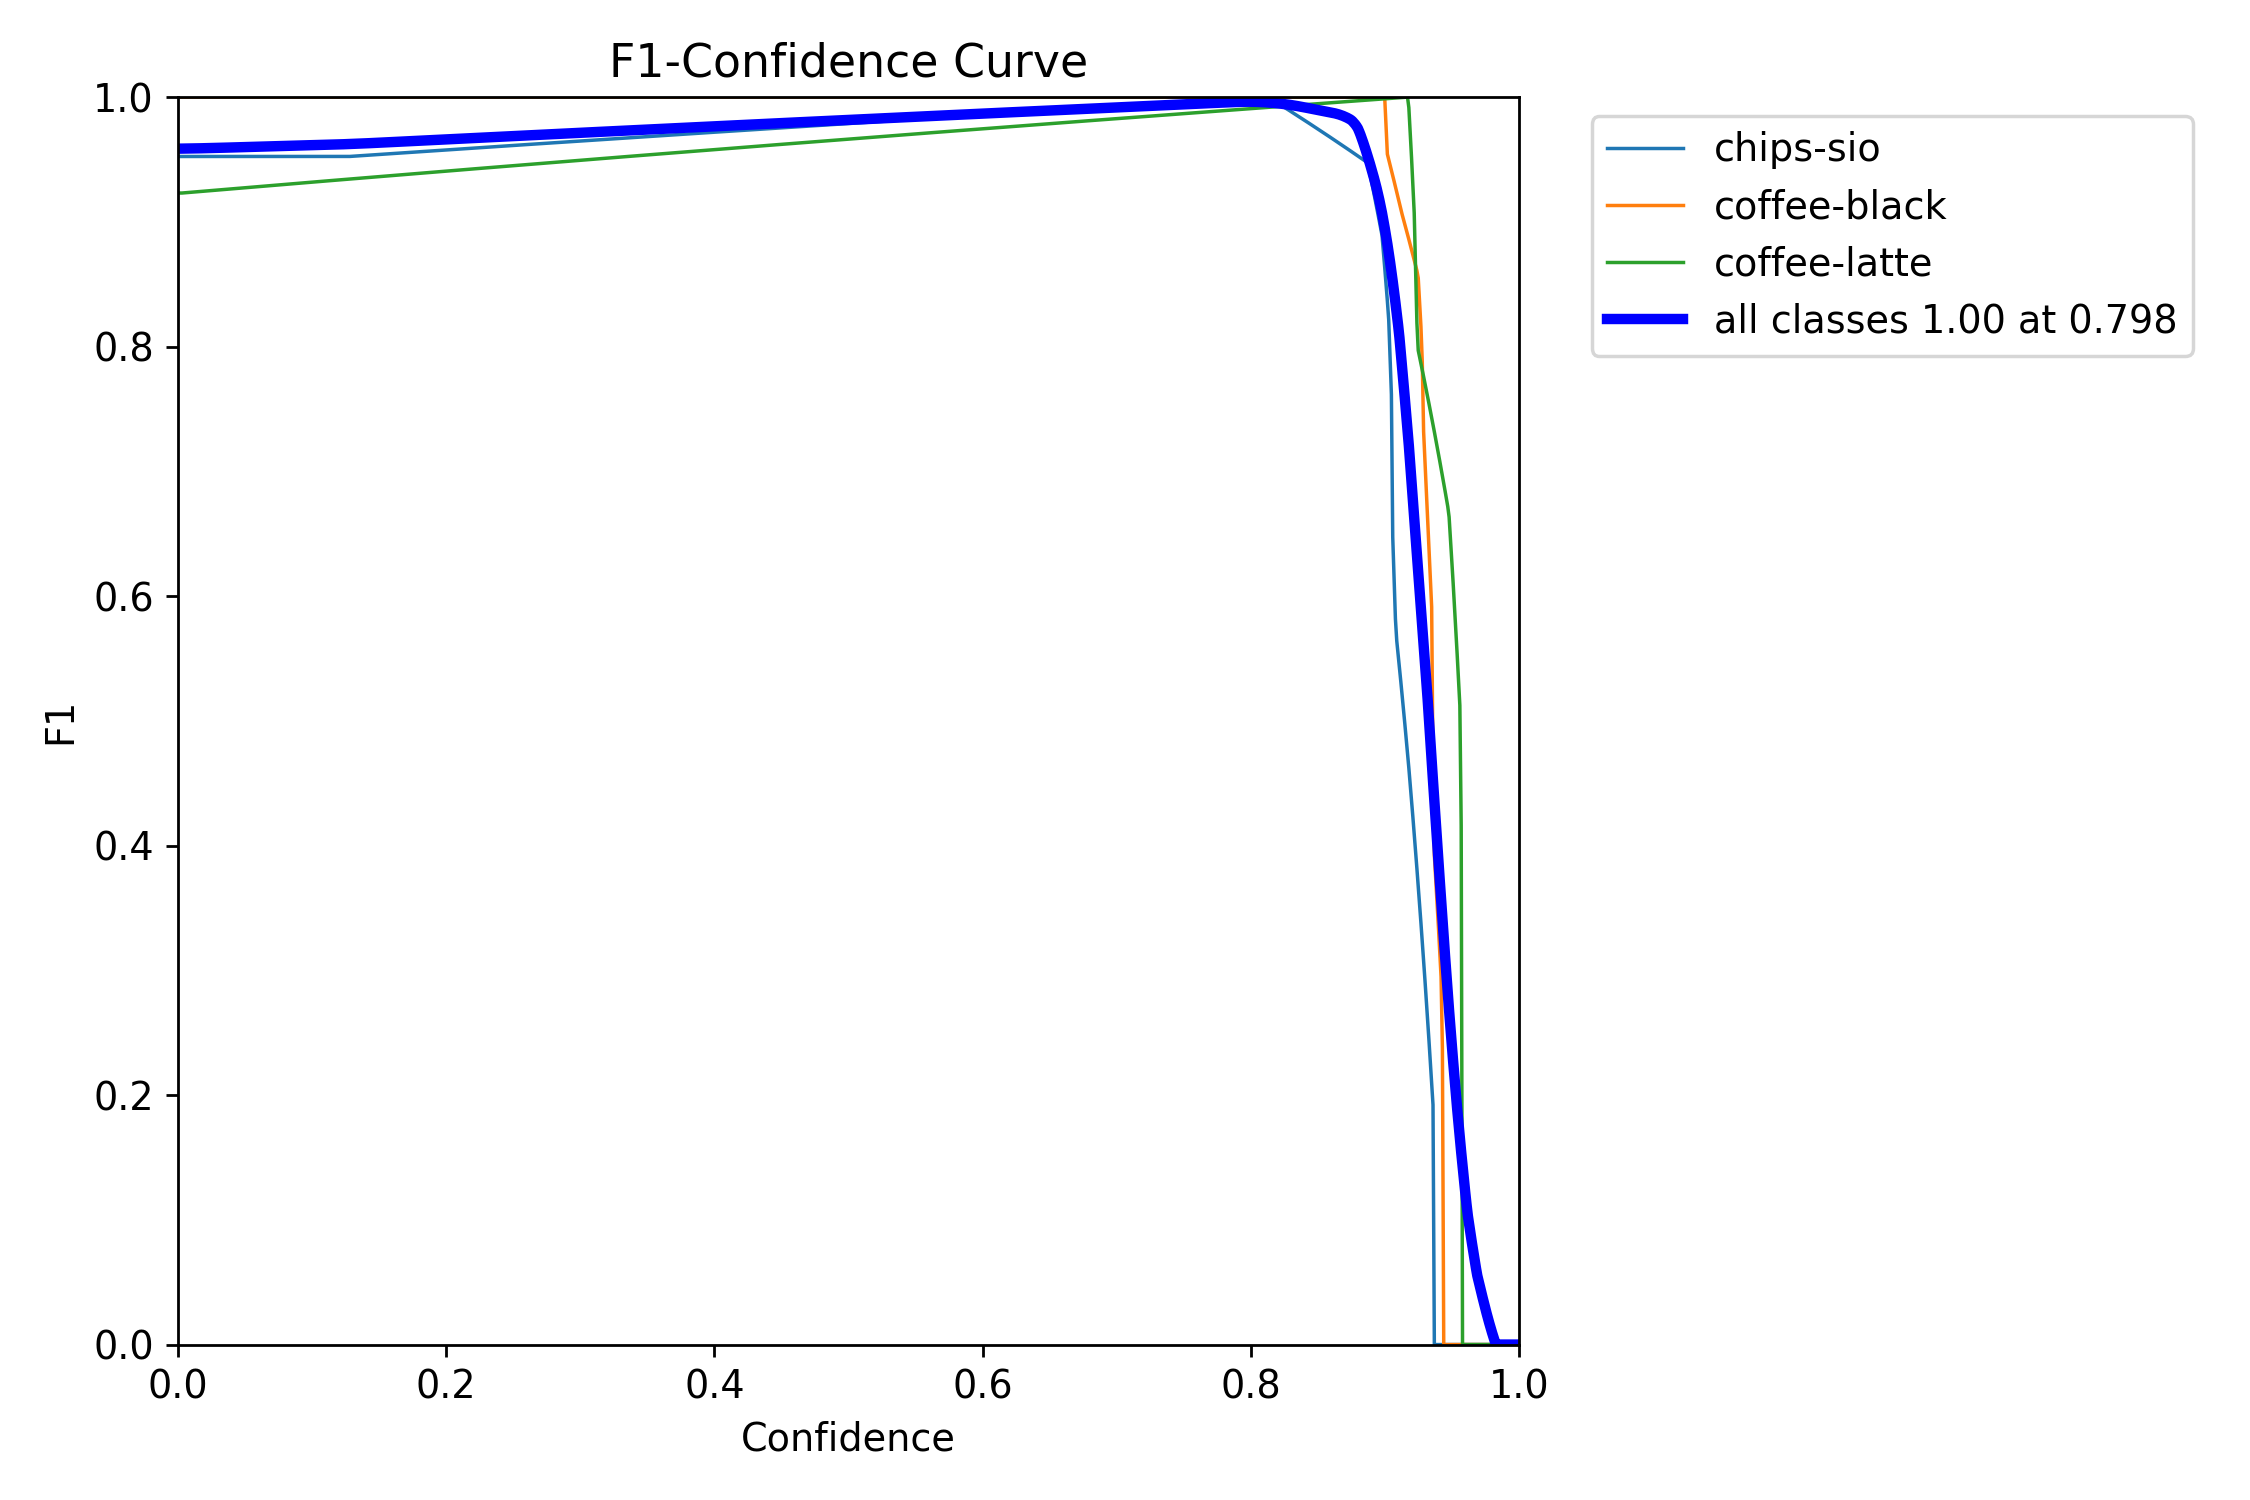 F1-Confidence Curve
chips-sio
coffee-black
coffee-latte
all classes 1.00 at 0.798
1.0
0.8
0.6
0.4
0.2
0.0
F1
0.0 0.2 0.4 0.6 0.8 1.0
Confidence